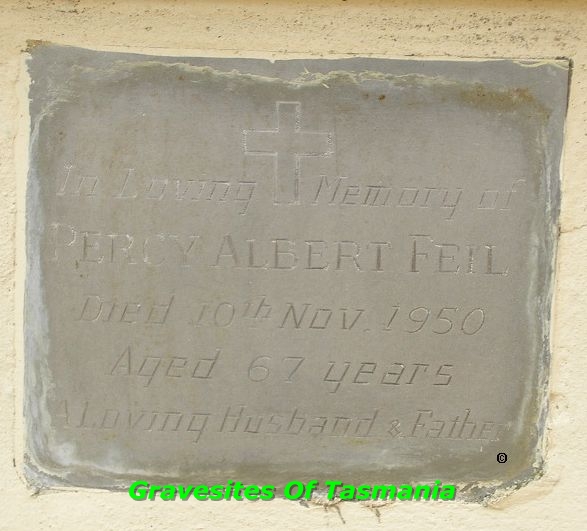 In Loving Memory of
PERCY ALBERT FEIL
Died 10th Nov. 1950
Aged 67 years
A Loving Husband & Father
©
Gravesites Of Tasmania